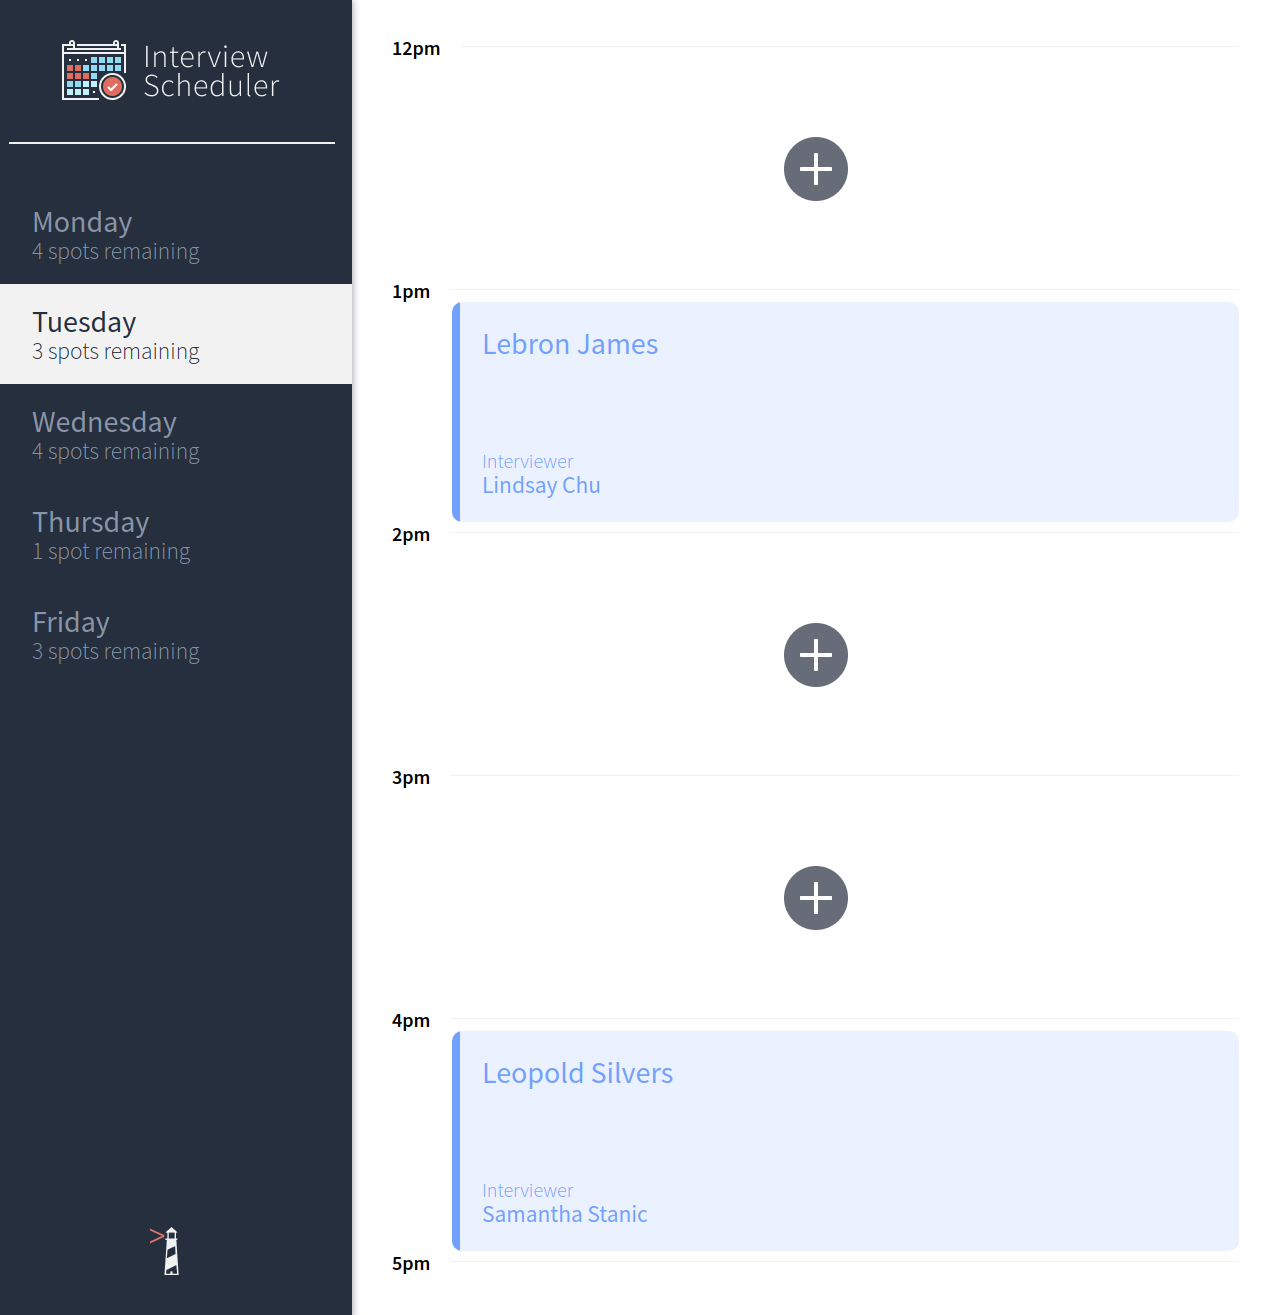 Interview
Scheduler
Monday
4 spots remaining
Tuesday
3 spots remaining
Wednesday
4 spots remaining
Thursday
1 spot remaining
Friday
3 spots remaining
12pm
1pm
Lebron James
Interviewer
Lindsay Chu
2pm
3pm
4pm
Leopold Silvers
Interviewer
Samantha Stanic
5pm